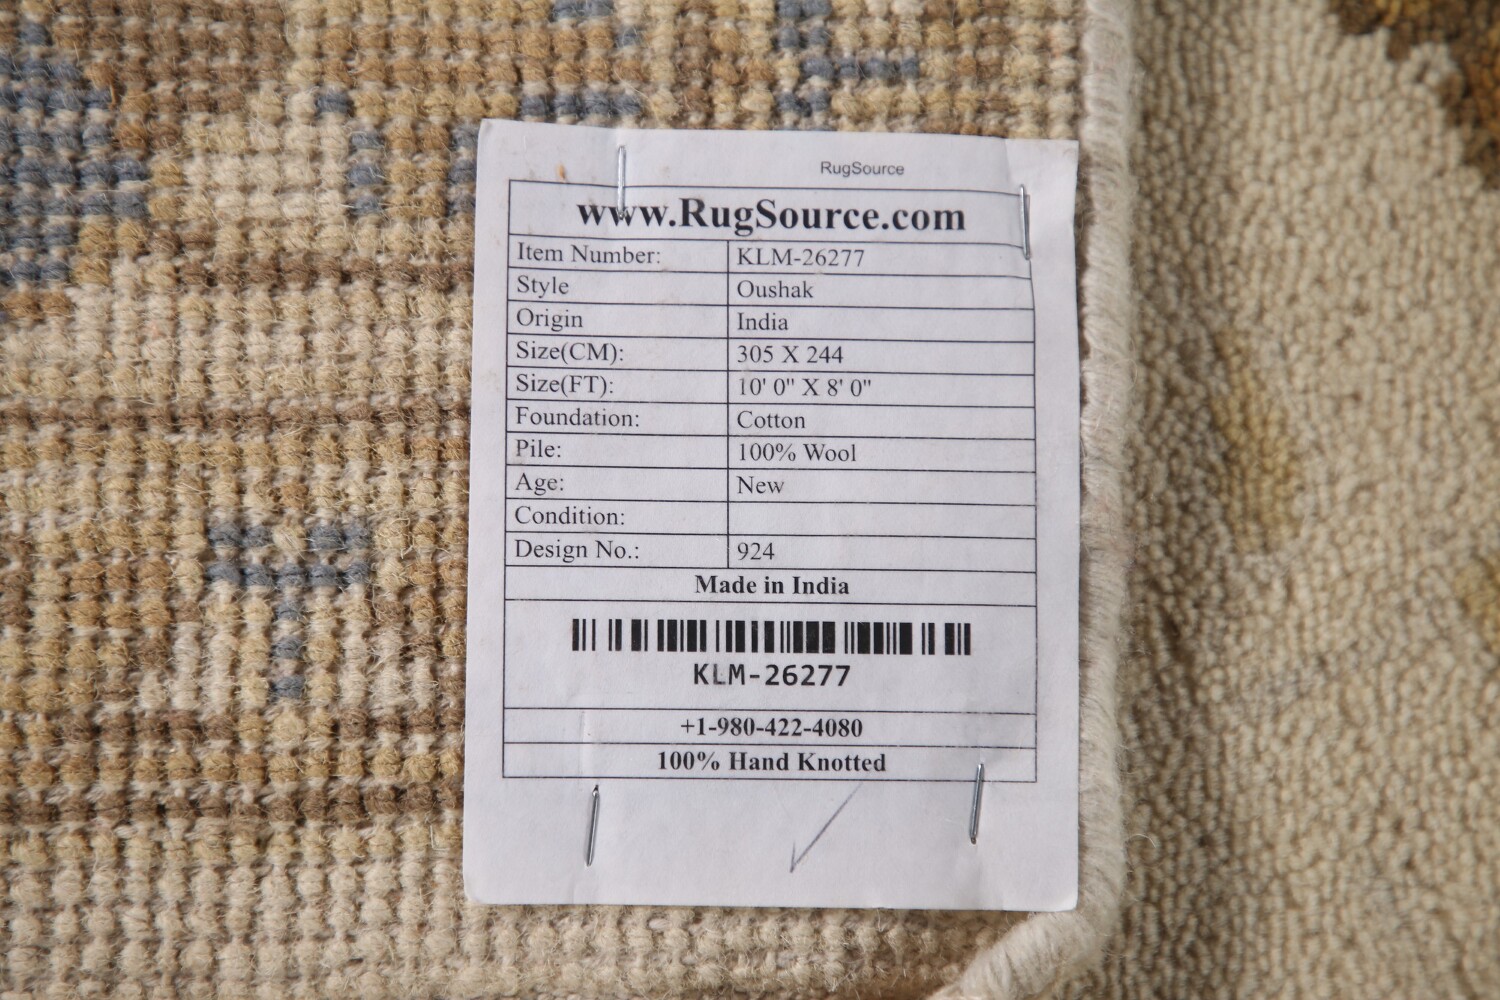 RugSource
www.RugSource.com
Item Number: KLM-26277
Style Oushak
Origin India
Size(CM): 305 X 244
Size(FT): 10' 0" X 8' 0"
Foundation: Cotton
Pile: 100% Wool
Age: New
Condition:
Design No.: 924
Made in India
KLM-26277
+1-980-422-4080
100% Hand Knotted